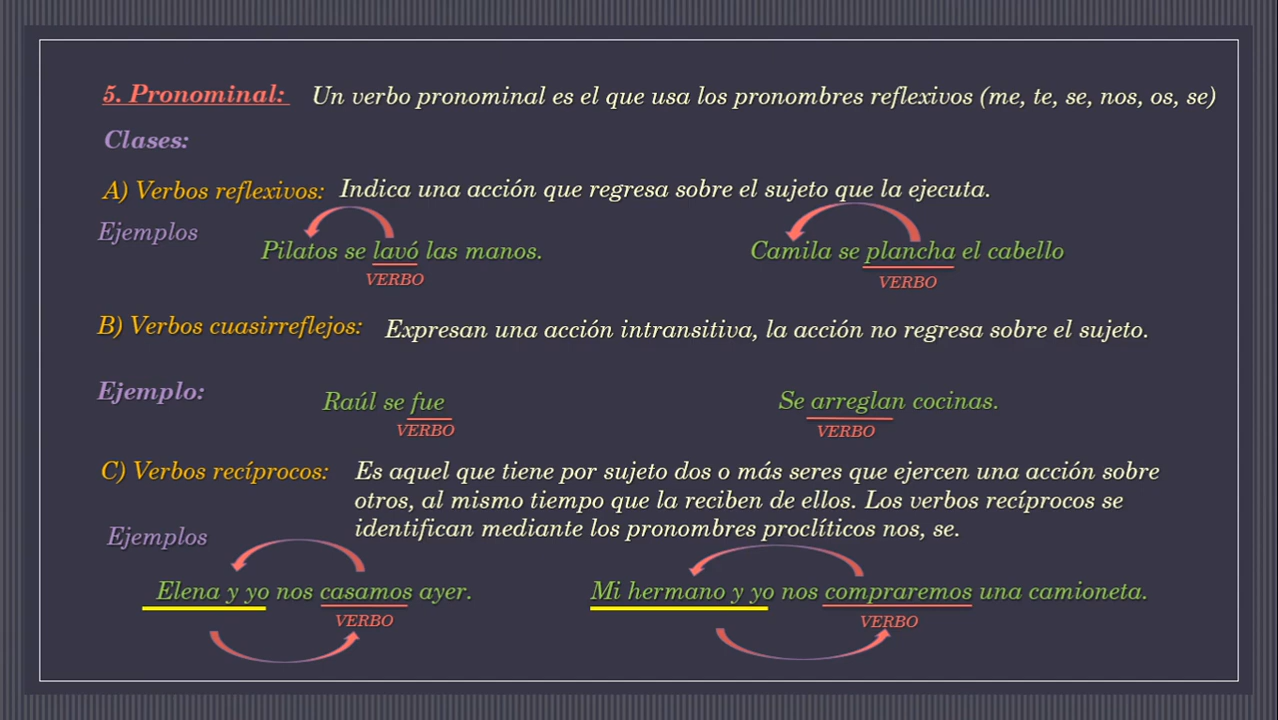 5. Pronominal: Un verbo pronominal es el que usa los pronombres reflexivos (me, te, se, nos, os, se)
Clases:
A) Verbos reflexivos: Indica una acción que regresa sobre el sujeto que la ejecuta.
Ejemplos
Pilatos se lavó las manos. Camila se plancha el cabello
VERBO VERBO
B) Verbos cuasirreflejos: Expresan una acción intransitiva, la acción no regresa sobre el sujeto.
Ejemplo: Raúl se fue Se arreglan cocinas.
VERBO VERBO
C) Verbos recíprocos: Es aquel que tiene por sujeto dos o más seres que ejercen una acción sobre
otros, al mismo tiempo que la reciben de ellos. Los verbos recíprocos se
identifican mediante los pronombres proclíticos nos, se.
Ejemplos
Elena y yo nos casamos ayer. Mi hermano y yo nos compraremos una camioneta.
VERBO VERBO